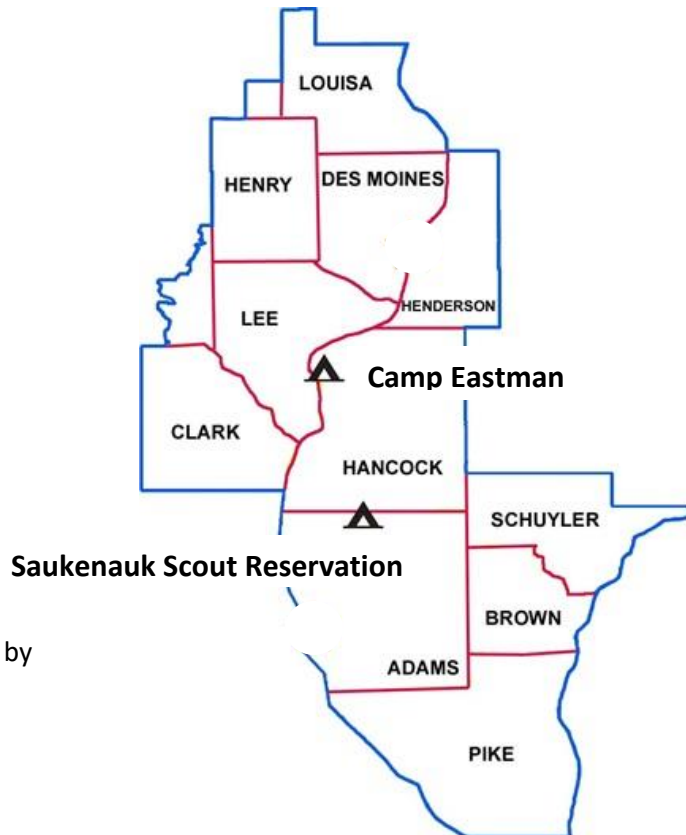 LOUISA
HENRY
DES MOINES
HENDERSON
LEE
Camp Eastman
CLARK
HANCOCK
SCHUYLER
Saukenauk Scout Reservation
BROWN
by
ADAMS
PIKE